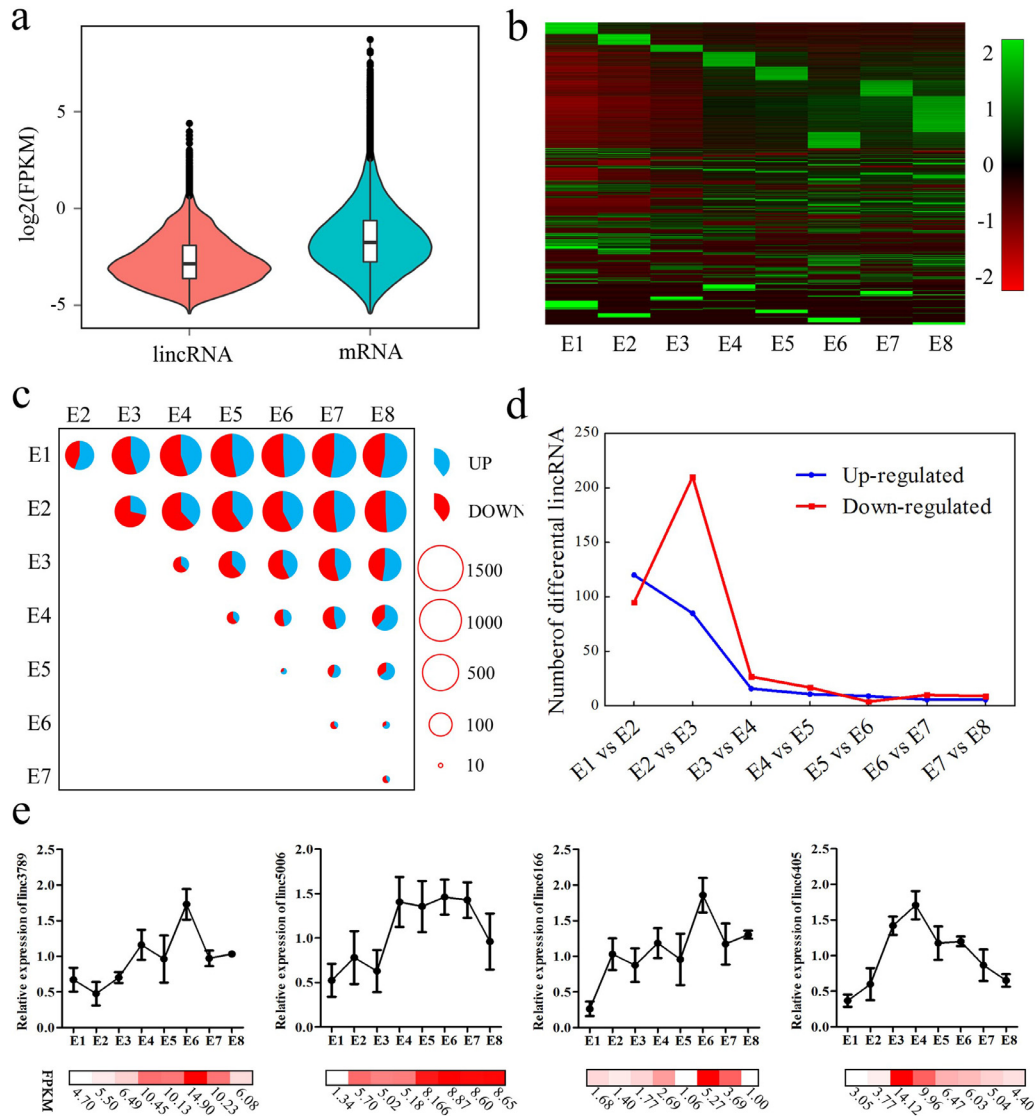 a
log2(FPKM)
5
0
-5
lincRNA mRNA
b
2
1
0
-1
-2
E1 E2 E3 E4 E5 E6 E7 E8
c
E2 E3 E4 E5 E6 E7 E8
E1
E2
E3
E4
E5
E6
E7
UP
DOWN
1500
1000
500
100
10
d
Numberof differental lincRNA
250
200
150
100
50
0
Up-regulated
Down-regulated
E1 vs E2
E2 vs E3
E3 vs E4
E4 vs E5
E5 vs E6
E6 vs E7
E7 vs E8
e
Relative expression of linc3789
2.5
2.0
1.5
1.0
0.5
0.0
E1 E2 E3 E4 E5 E6 E7 E8
FPKM
4.70 5.50 6.49 10.45 10.13 14.90 10.23 6.08
Relative expression of linc5006
2.5
2.0
1.5
1.0
0.5
0.0
E1 E2 E3 E4 E5 E6 E7 E8
1.34 5.70 5.02 5.18 8.166 8.87 8.60 8.65
Relative expression of linc6166
2.5
2.0
1.5
1.0
0.5
0.0
E1 E2 E3 E4 E5 E6 E7 E8
1.68 1.40 1.77 2.69 1.06 5.27 3.69 1.00
Relative expression of linc6405
2.5
2.0
1.5
1.0
0.5
0.0
E1 E2 E3 E4 E5 E6 E7 E8
3.05 3.77 14.12 9.96 6.47 6.03 5.04 4.40